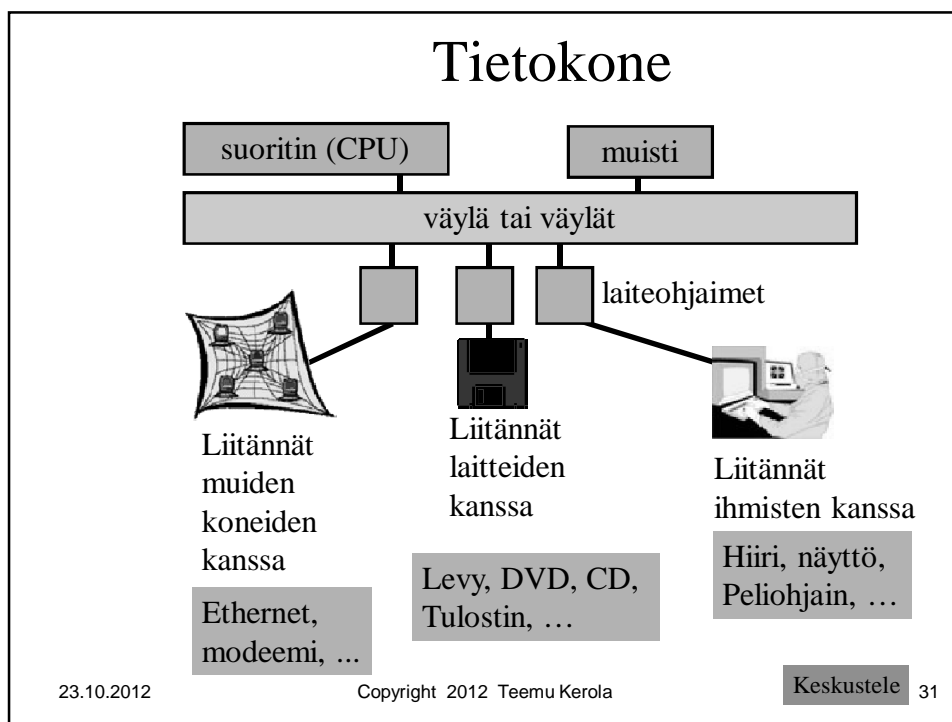 Tietokone
suoritin (CPU)
muisti
väylä tai väylät
laiteohjaimet
Liitännät
muiden
koneiden
kanssa
Ethernet,
modeemi, ...
Liitännät
laitteiden
kanssa
Levy, DVD, CD,
Tulostin, …
Liitännät
ihmisten kanssa
Hiiri, näyttö,
Peliohjain, …
23.10.2012
Copyright 2012 Teemu Kerola
Keskustele
31